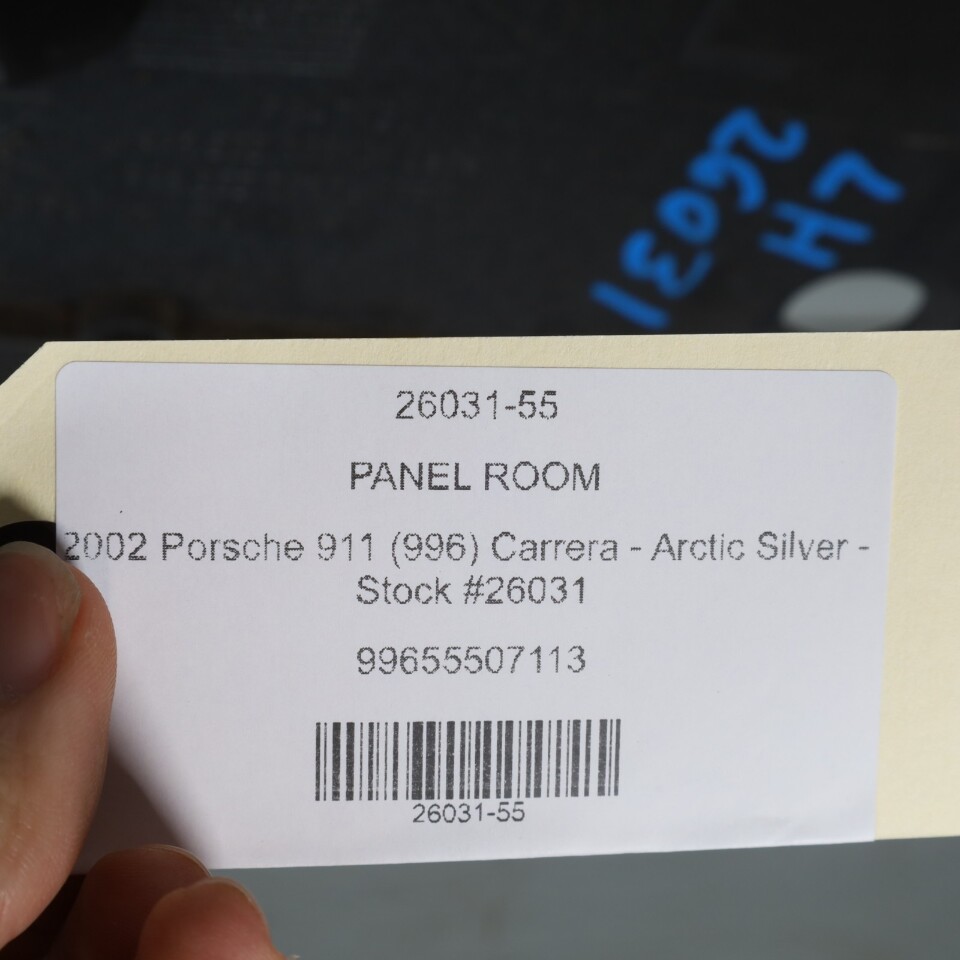 26031
LH
26031-55
PANEL ROOM
2002 Porsche 911 (996) Carrera - Arctic Silver -
Stock #26031
99655507113
26031-55